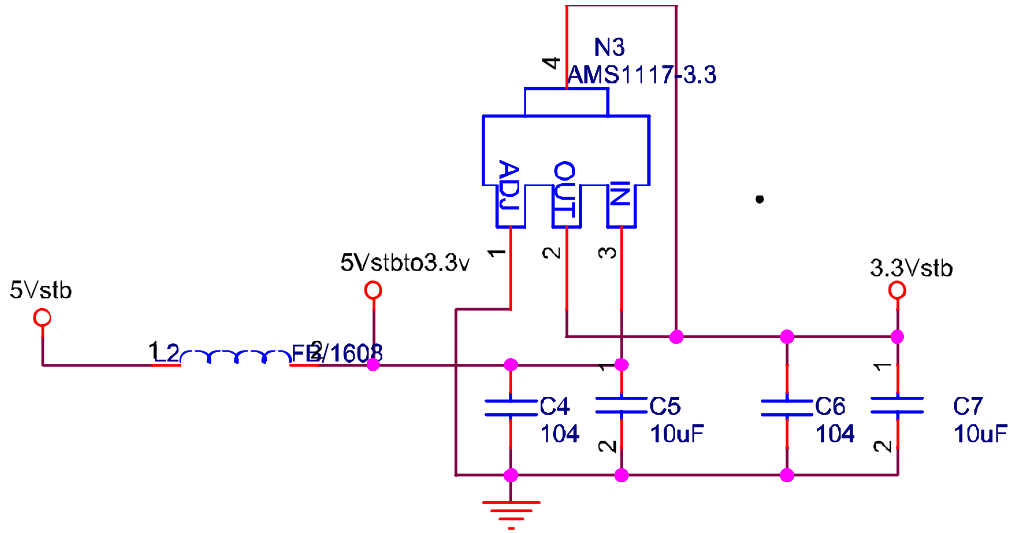 N3
4
AMS1117-3.3
ADJ
OUT
IN
1
2
3
5Vstbto3.3v
3.3Vstb
5Vstb
1
L2
FB/1608
2
1
1
C4
104
C5
10uF
C6
104
C7
10uF
2
2